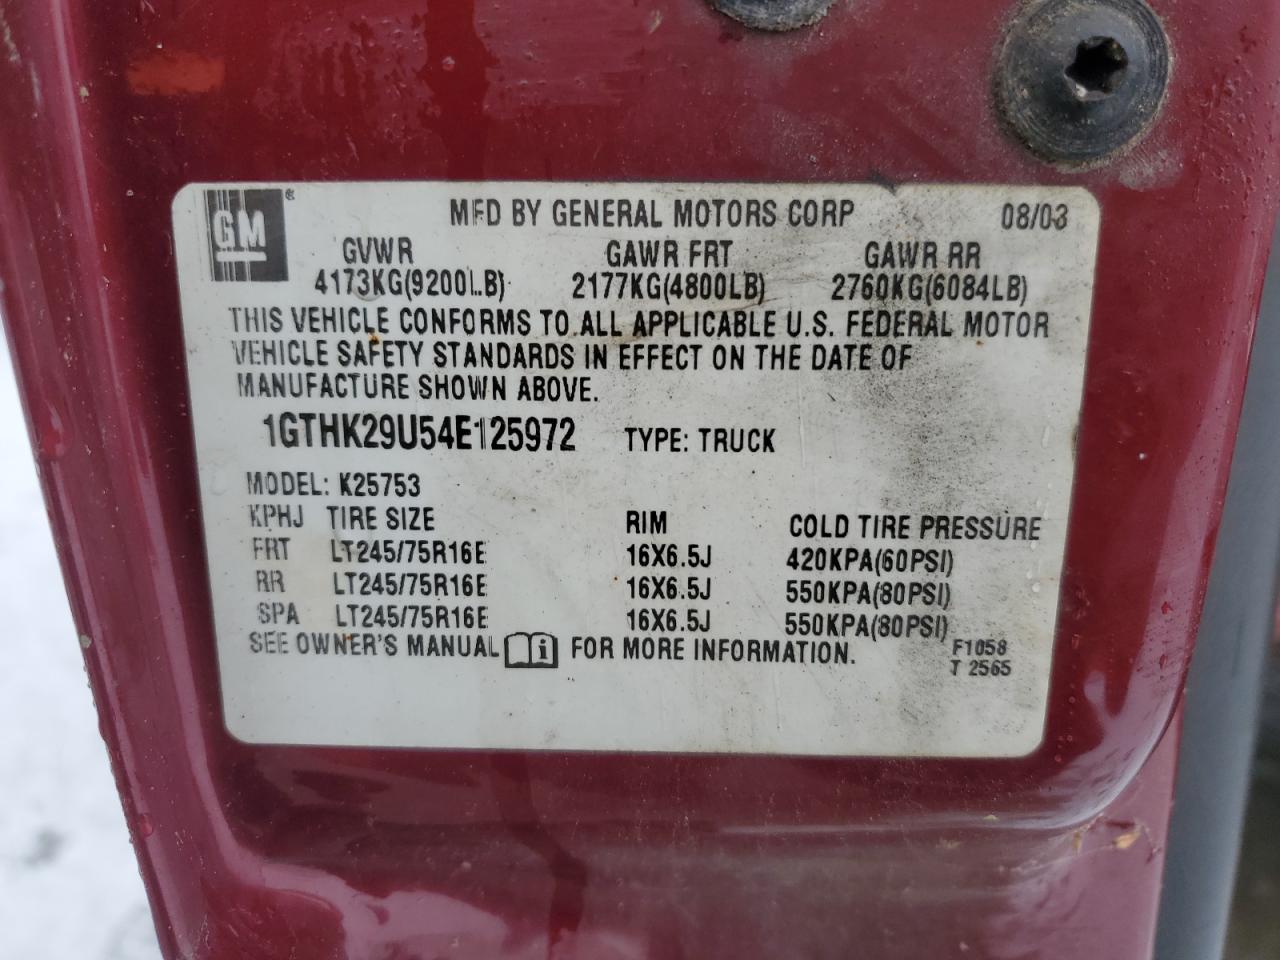 GM ®
MFD BY GENERAL MOTORS CORP 08/03
GVWR GAWR FRT GAWR RR
4173KG(9200LB) 2177KG(4800LB) 2760KG(6084LB)
THIS VEHICLE CONFORMS TO ALL APPLICABLE U.S. FEDERAL MOTOR
VEHICLE SAFETY STANDARDS IN EFFECT ON THE DATE OF
MANUFACTURE SHOWN ABOVE.
1GTHK29U54E125972 TYPE: TRUCK
MODEL: K25753
KPHJ TIRE SIZE RIM COLD TIRE PRESSURE
FRT LT245/75R16E 16X6.5J 420KPA(60PSI)
RR LT245/75R16E 16X6.5J 550KPA(80PSI)
SPA LT245/75R16E 16X6.5J 550KPA(80PSI)
SEE OWNER'S MANUAL i FOR MORE INFORMATION.
F1058
T 2565